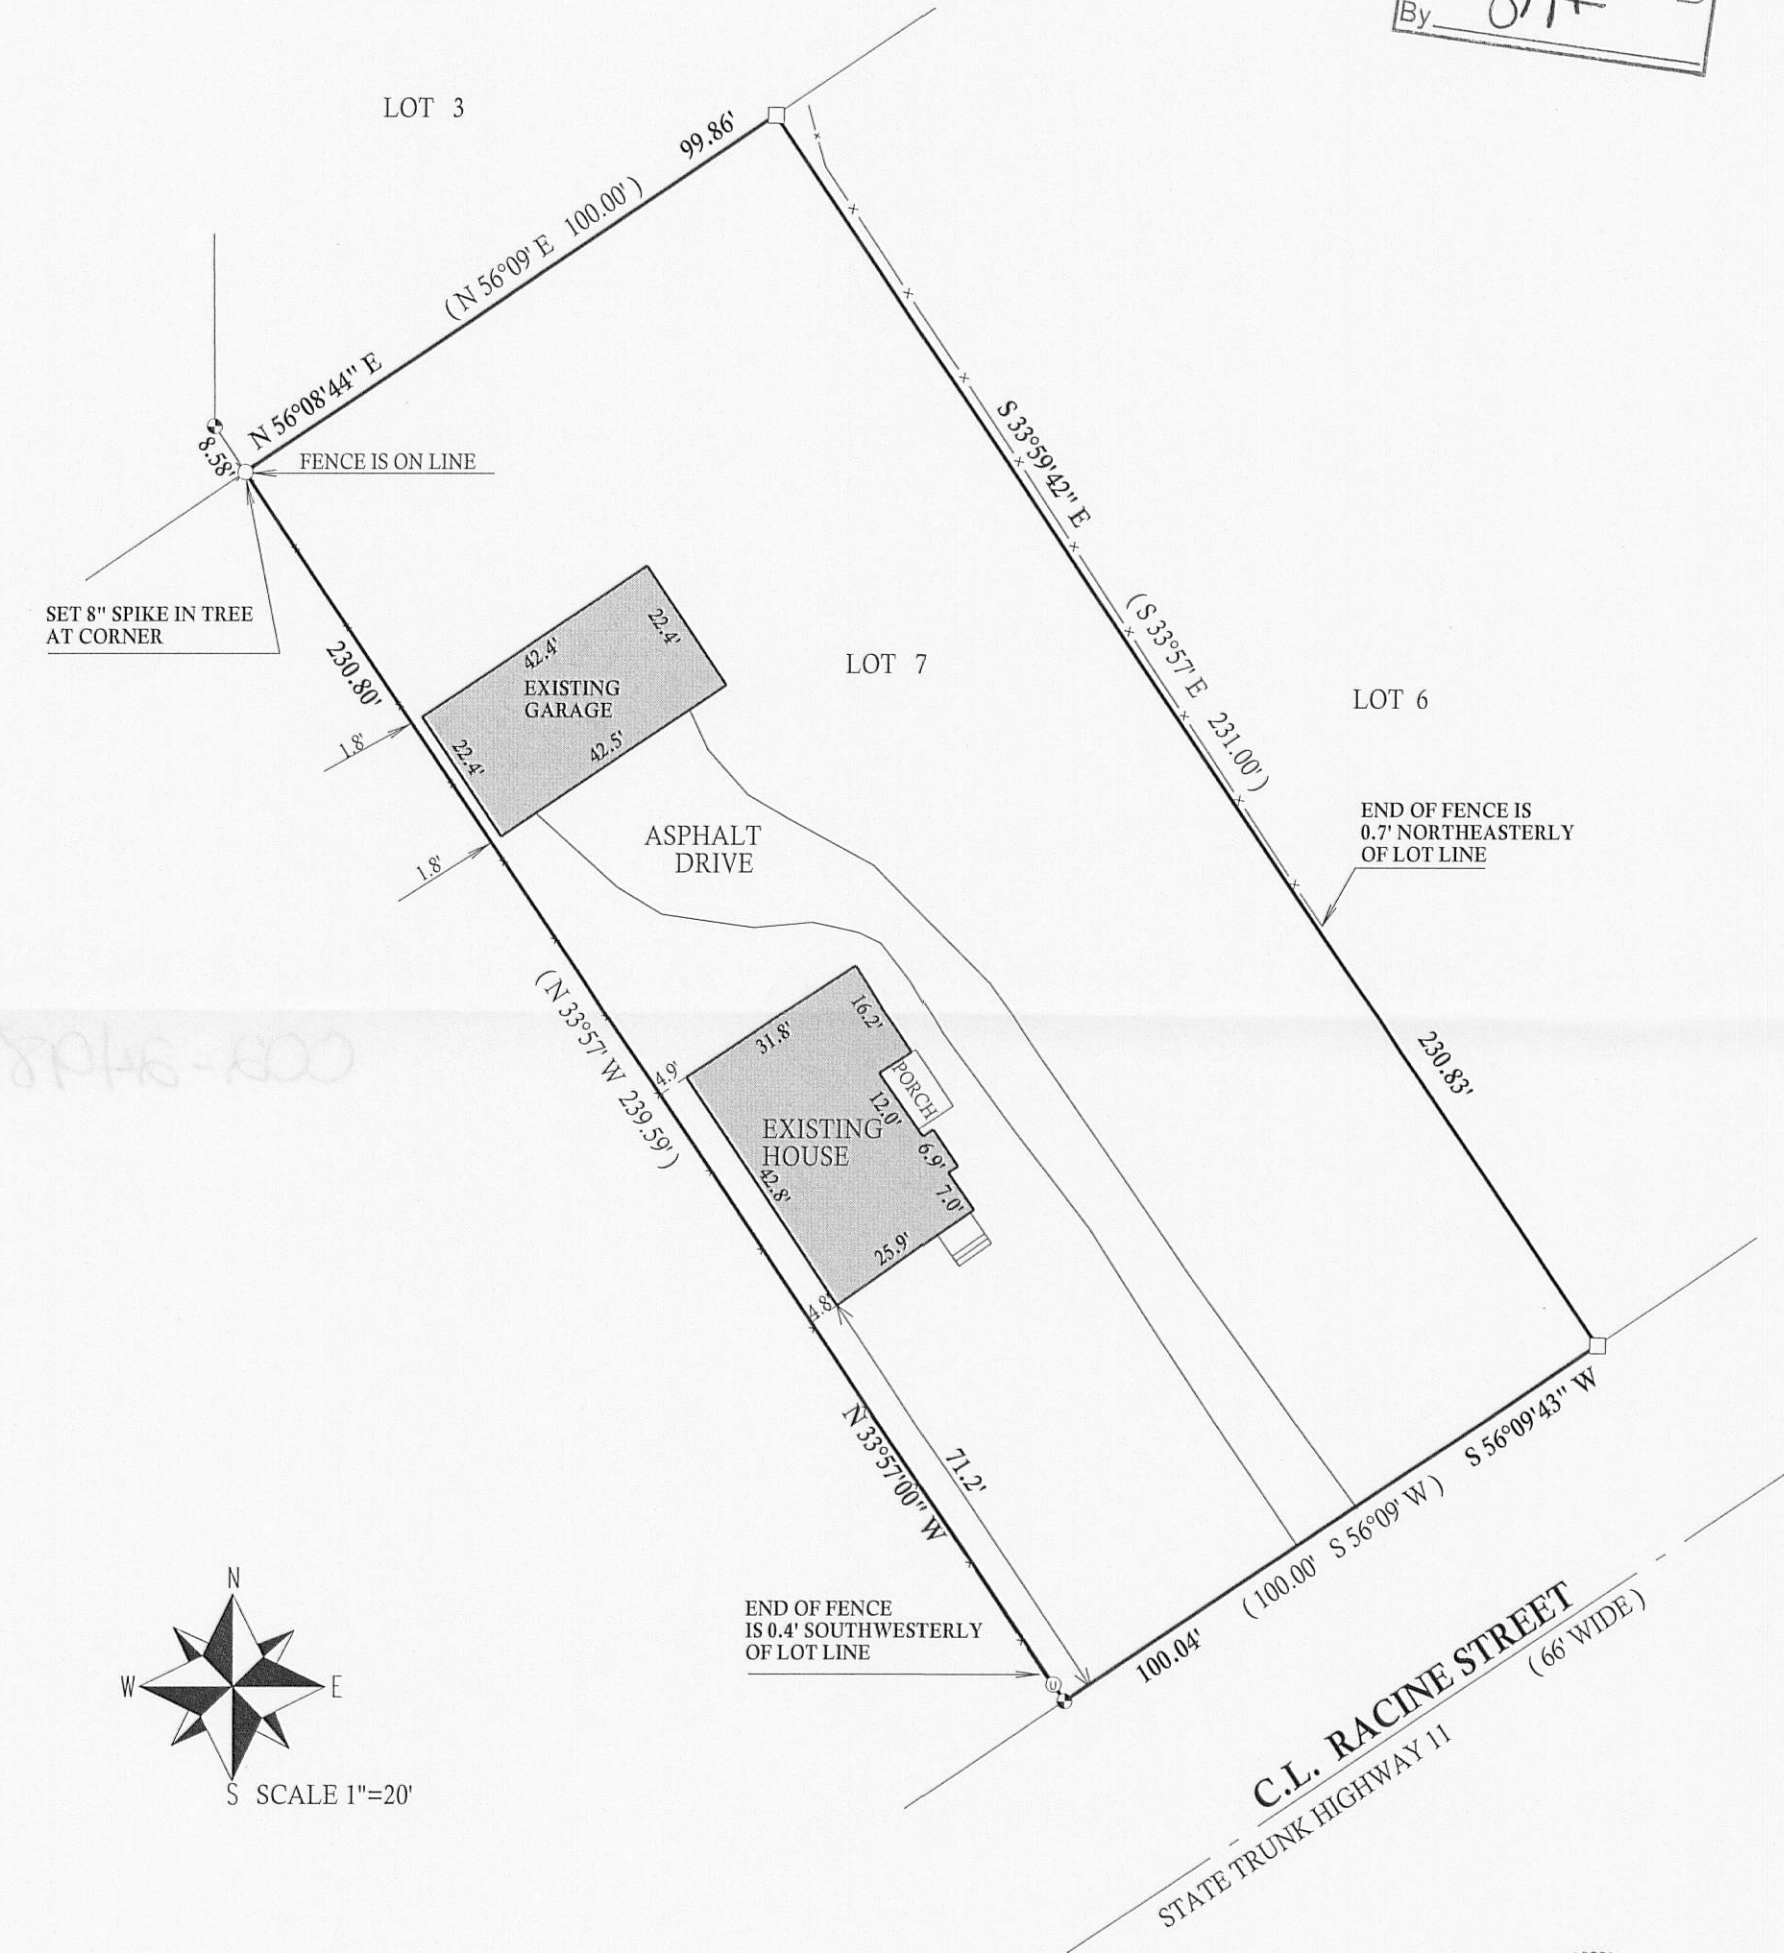 By
LOT 3
99.86'
( N 56°09' E 100.00' )
N 56°08'44" E
8.58'
FENCE IS ON LINE
SET 8" SPIKE IN TREE
AT CORNER
230.80'
1.8'
1.8'
42.4'
22.4'
EXISTING
GARAGE
22.4'
42.5'
LOT 7
S 33°59'42" E
( S 33°57' E 231.00' )
LOT 6
END OF FENCE IS
0.7' NORTHEASTERLY
OF LOT LINE
ASPHALT
DRIVE
( N 33°57' W 239.59' )
4.9'
31.8'
16.2'
PORCH
12.0'
EXISTING
HOUSE
6.9'
7.0'
42.8'
25.9'
4.8'
230.83'
71.2'
N 33°57'00" W
S 56°09'43" W
( 100.00' S 56°09' W )
100.04'
END OF FENCE
IS 0.4' SOUTHWESTERLY
OF LOT LINE
U
C.L. RACINE STREET
( 66' WIDE )
STATE TRUNK HIGHWAY 11
N
W E
S SCALE 1"=20'